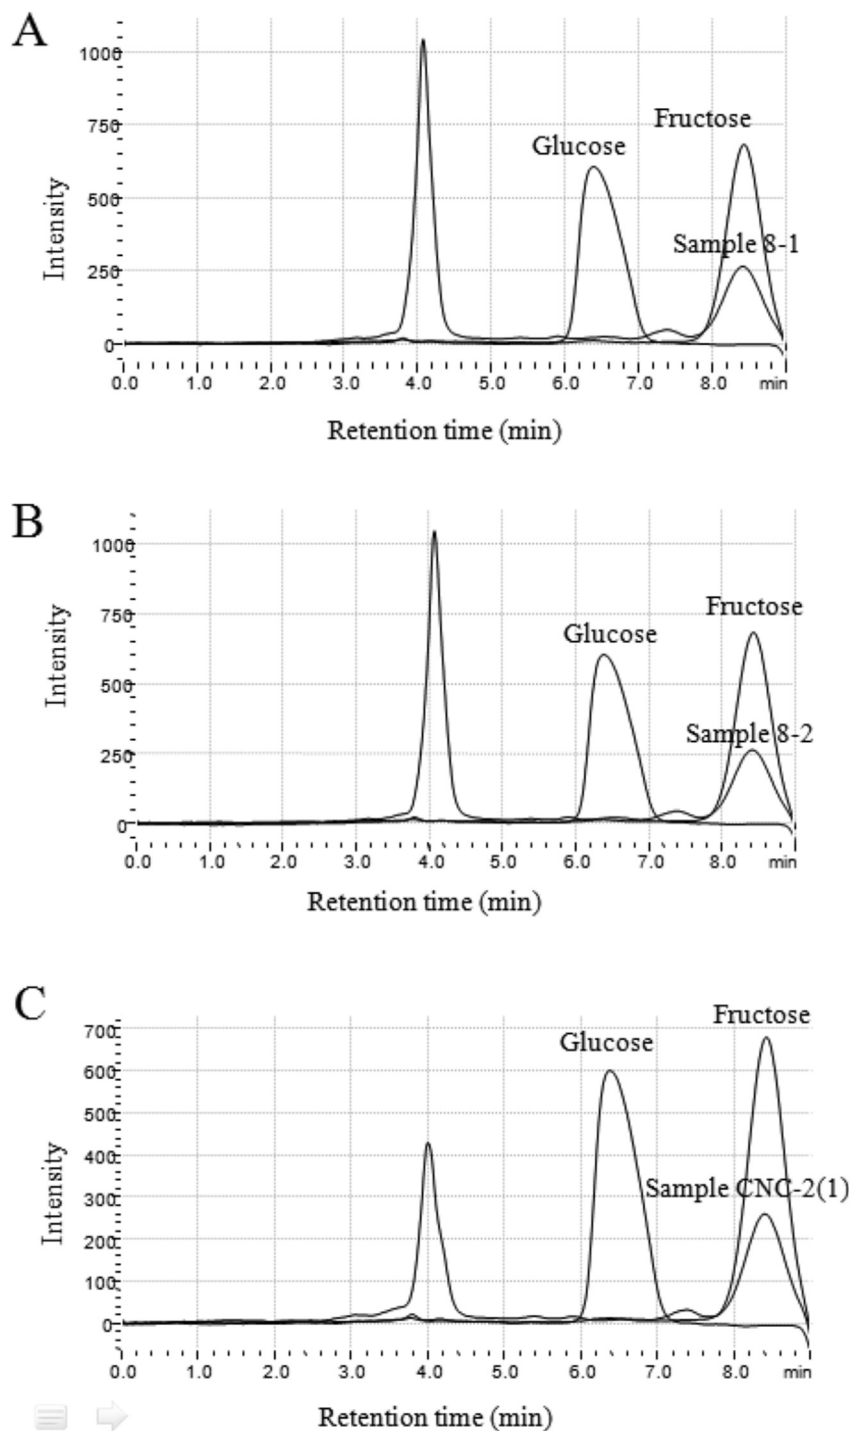 A
1000
750
500
250
0
Intensity
Glucose
Fructose
Sample 8-1
0.0 1.0 2.0 3.0 4.0 5.0 6.0 7.0 8.0 min
Retention time (min)
B
1000
750
500
250
0
Intensity
Glucose
Fructose
Sample 8-2
0.0 1.0 2.0 3.0 4.0 5.0 6.0 7.0 8.0 min
Retention time (min)
C
700
600
500
400
300
200
100
0
Intensity
Fructose
Glucose
Sample CNC-2(1)
0.0 1.0 2.0 3.0 4.0 5.0 6.0 7.0 8.0 min
Retention time (min)